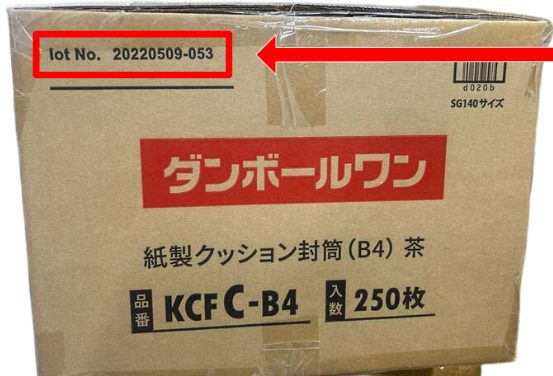 lot No. 20220509-053
d020b
SG140サイズ
ダンボールワン
紙製クッション封筒(B4) 茶
品番 KCF C-B4 入数 250枚